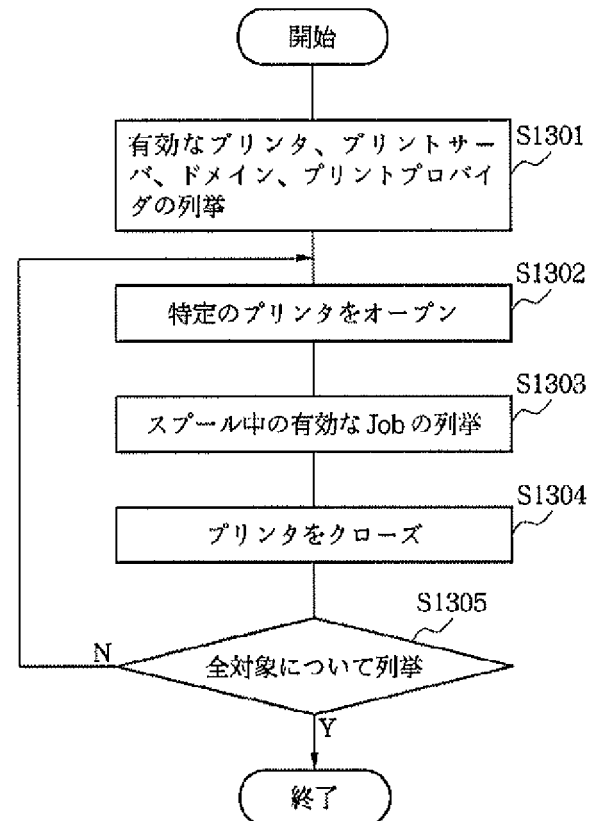 開始
有効なプリンタ、プリントサー
バ、ドメイン、プリントプロバイ
ダの列挙
S1301
S1302
特定のプリンタをオープン
S1303
スプール中の有効なJobの列挙
S1304
プリンタをクローズ
S1305
全対象について列挙
N
Y
終了